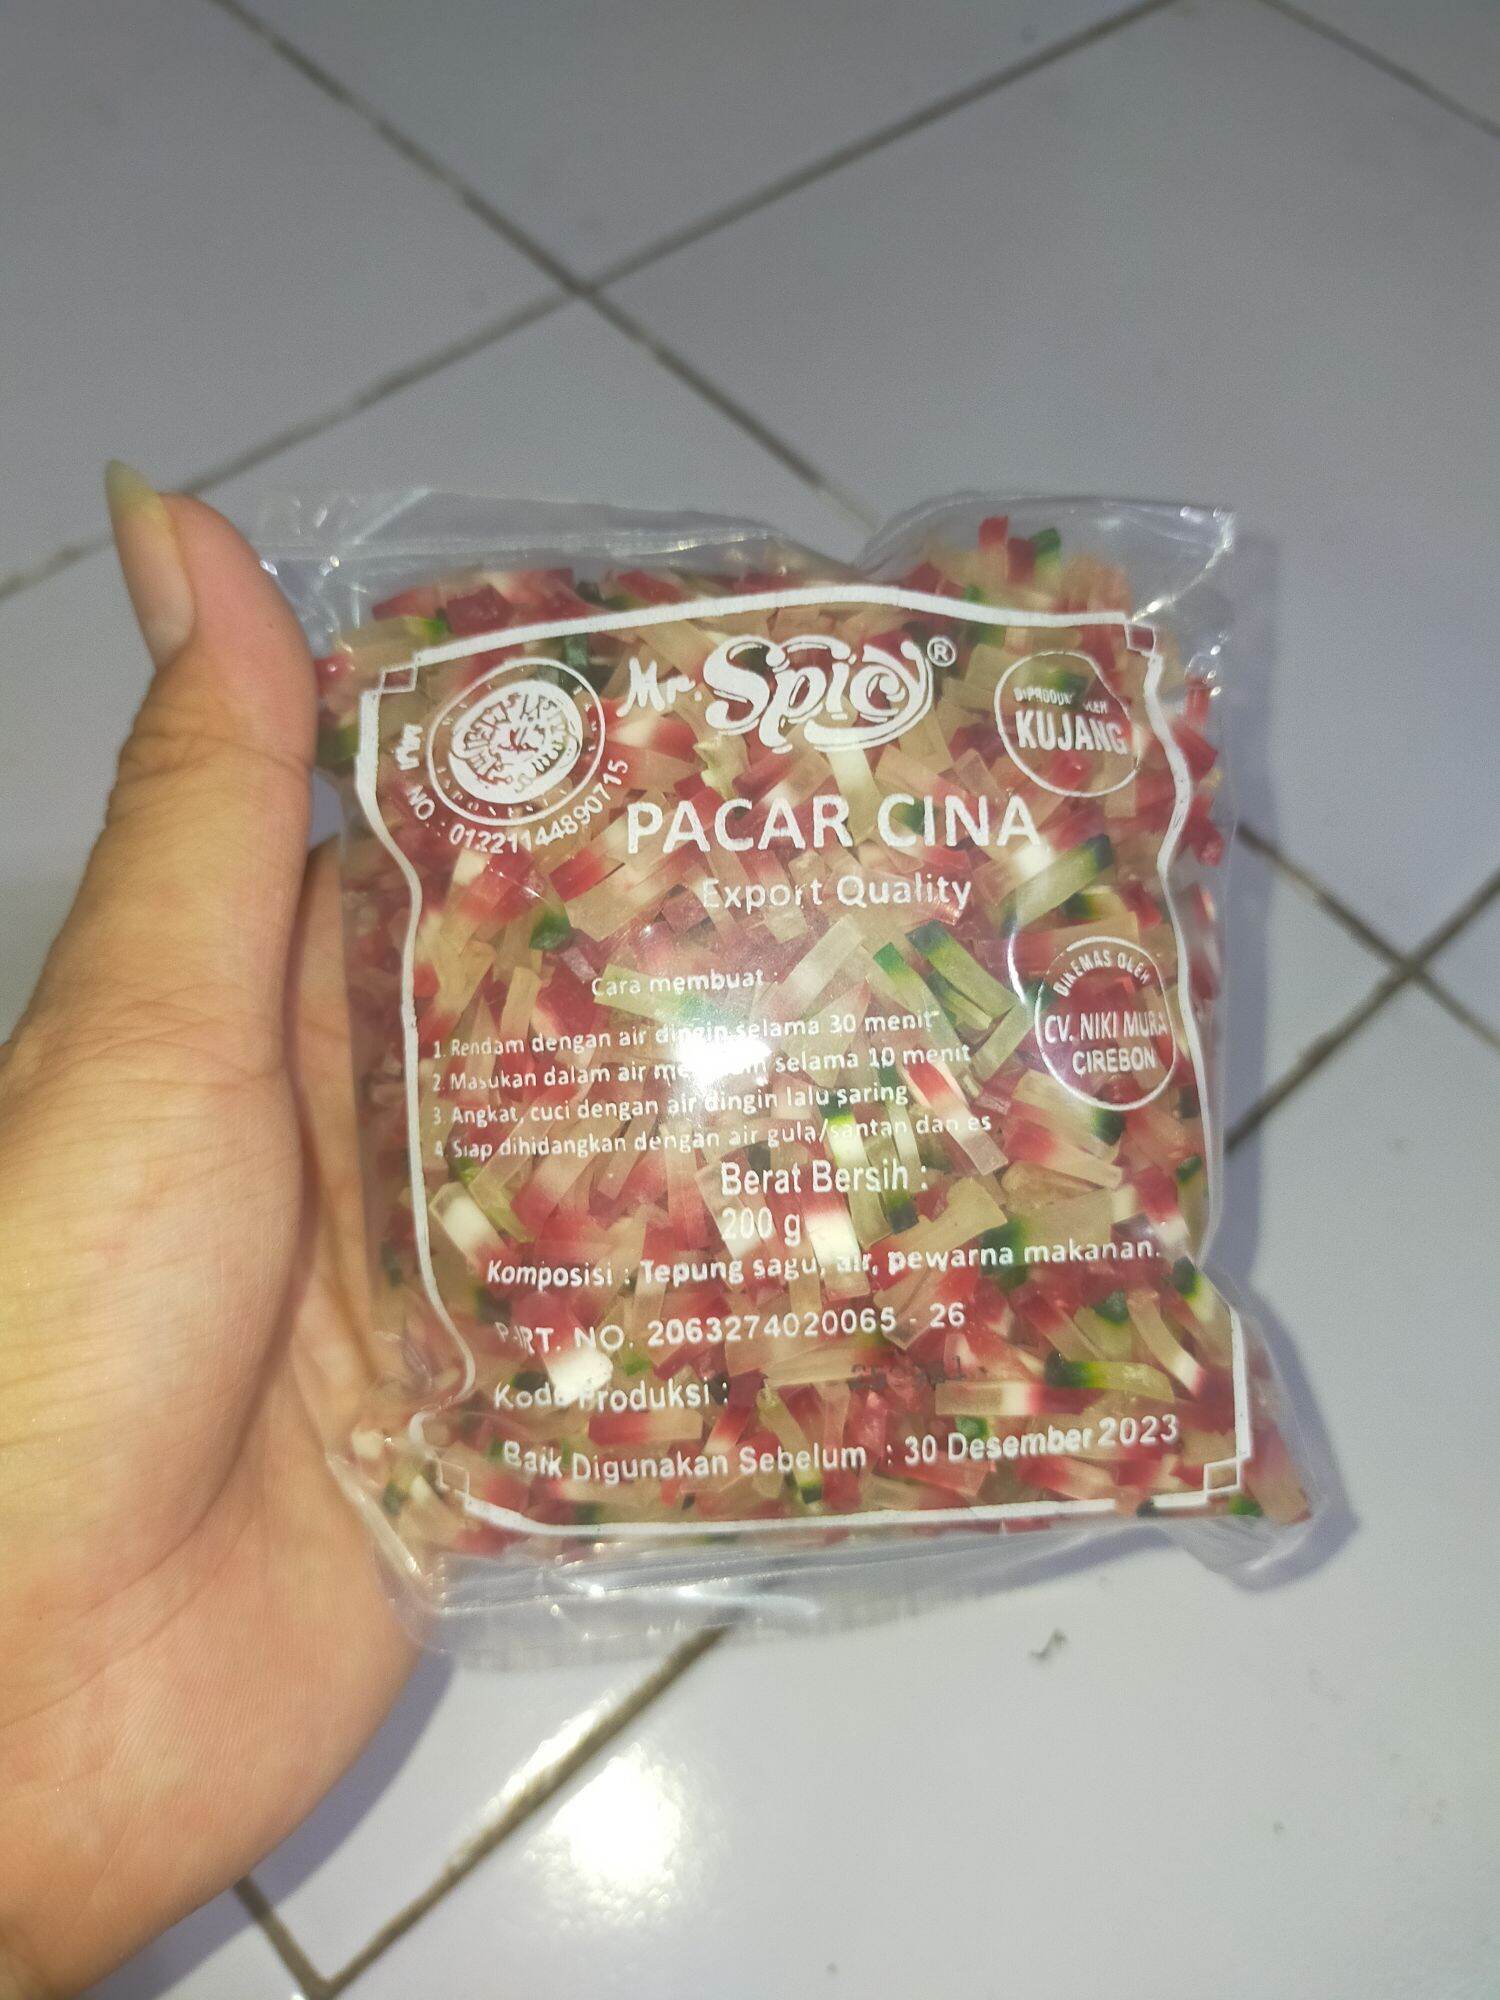 Mr. Spicy®
MUI NO. : 01221144890715
KUJANG
PACAR CINA
Export Quality
DIKEMAS OLEH
CV. NIKI MURA
CIREBON
Cara membuat :
1. Rendam dengan air dingin selama 30 menit
2. Masukan dalam air selama 10 menit
3. Angkat, cuci dengan air dingin lalu saring
4. Siap dihidangkan dengan air gula/santan dan es
Berat Bersih :
200 g
Komposisi : Tepung sagu, air, pewarna makanan.
P-IRT. NO. 2063274020065 - 26
Kode Produksi :
Baik Digunakan Sebelum : 30 Desember 2023